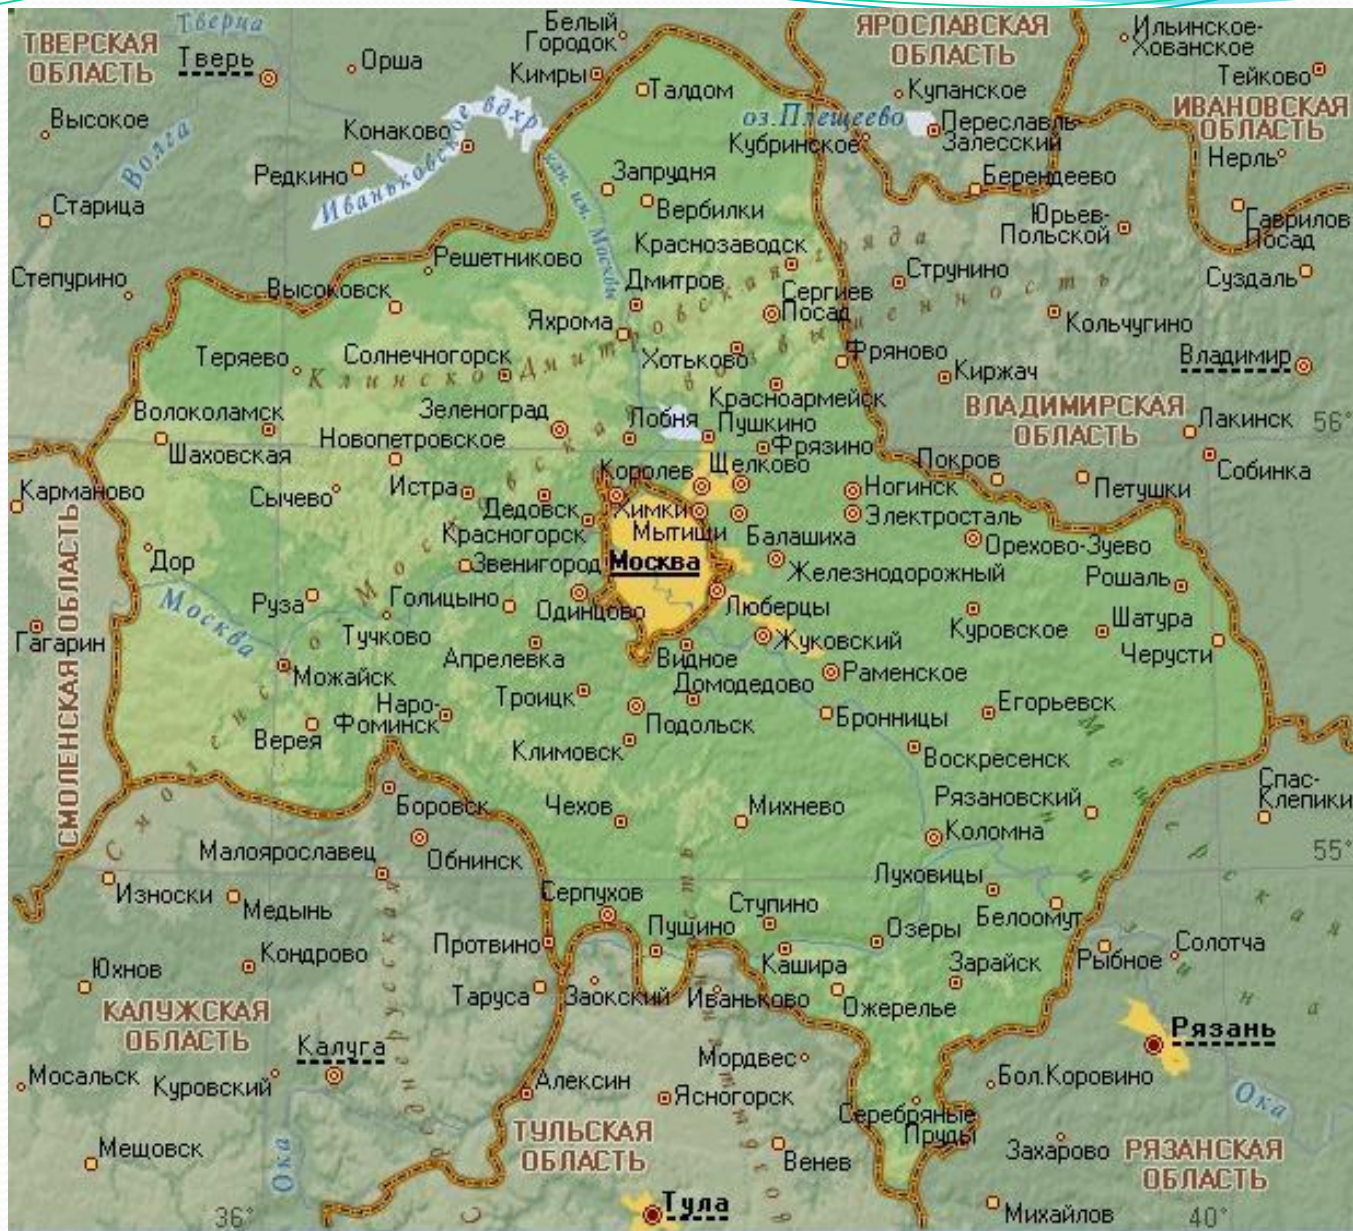 Тверца
Белый
Городок
ЯРОСЛАВСКАЯ
ОБЛАСТЬ
Ильинское-
Хованское
ТВЕРСКАЯ
ОБЛАСТЬ
Тверь
Орша
Кимры
Тейково
Талдом
Купанское
ИВАНОВСКАЯ
ОБЛАСТЬ
Высокое
Волга
Конаково
Иваньковское вдхр
оз.Плещеево
Переславль-
Залесский
Кубринское
Нерль
Редкино
кан. им. Москвы
Запрудня
Берендеево
Старица
Вербилки
Юрьев-
Польской
Гаврилов
Посад
Краснозаводск
Решетниково
Степурино
Высоковск
Дмитров
Сергиев
Посад
Струнино
Суздаль
Яхрома
Кольчугино
Теряево
Солнечногорск
Хотьково
Фряново
Владимир
Клинско-Дмитровская гряда
Киржач
Красноармейск
ВЛАДИМИРСКАЯ
ОБЛАСТЬ
Волоколамск
Зеленоград
Лобня
Пушкино
Лакинск
56°
Шаховская
Новопетровское
Фрязино
Королев
Щелково
Покров
Собинка
Карманово
Сычево
Истра
Дедовск
Химки
Ногинск
Петушки
Электросталь
Красногорск
Мытищи
Балашиха
Орехово-Зуево
Дор
Звенигород
Москва
Железнодорожный
Рошаль
СМОЛЕНСКАЯ ОБЛАСТЬ
Москва
Руза
Голицыно
Одинцово
Люберцы
Шатура
Гагарин
Тучково
Жуковский
Куровское
Черусти
Апрелевка
Видное
Можайск
Троицк
Домодедово
Раменское
Наро-
Фоминск
Подольск
Бронницы
Егорьевск
Верея
Климовск
Воскресенск
Смоленско-Московская возвышенность
Спас-
Клепики
Боровск
Чехов
Михнево
Рязановский
Мещерская
низина
Малоярославец
Обнинск
Коломна
55°
Износки
Медынь
Серпухов
Ступино
Луховицы
Белоомут
Пущино
Озеры
Протвино
Кондрово
Юхнов
Кашира
Зарайск
Рыбное
Солотча
Таруса
Заокский
Иваньково
Ожерелье
КАЛУЖСКАЯ
ОБЛАСТЬ
Калуга
Рязань
Мосальск
Куровский
Мордвес
Бол.Коровино
Алексин
Ясногорск
Серебряные
Пруды
Ока
ТУЛЬСКАЯ
ОБЛАСТЬ
Мещовск
Венев
Захарово
РЯЗАНСКАЯ
ОБЛАСТЬ
Ока
Тула
Михайлов
36°
40°